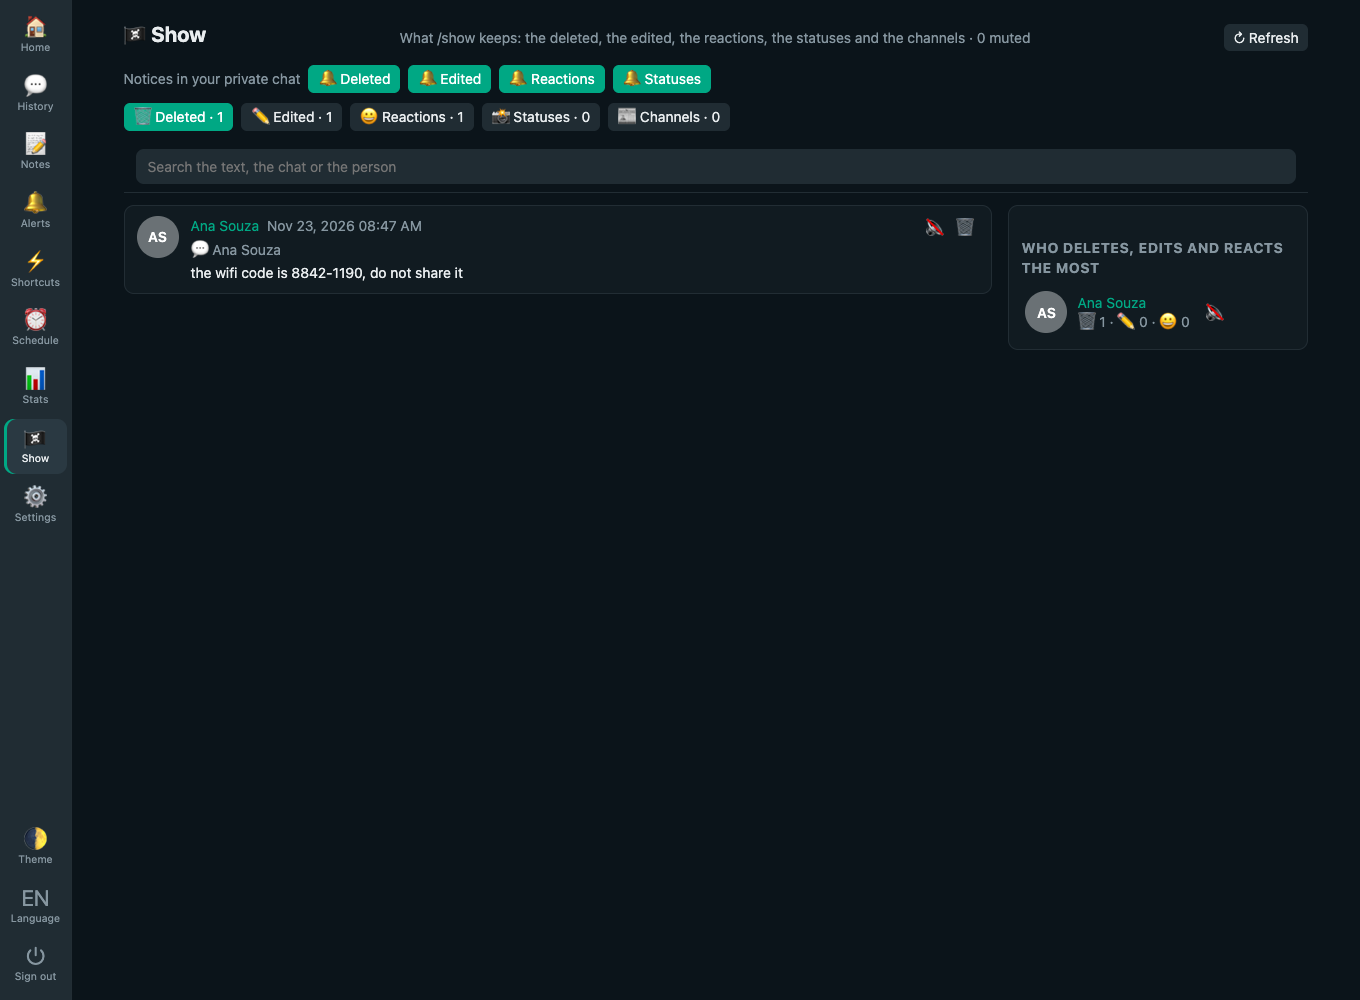 Home
History
Notes
Alerts
Shortcuts
Schedule
Stats
Show
Settings
Theme
EN
Language
Sign out
Show
What /show keeps: the deleted, the edited, the reactions, the statuses and the channels · 0 muted
Refresh
Notices in your private chat
Deleted
Edited
Reactions
Statuses
Deleted · 1
Edited · 1
Reactions · 1
Statuses · 0
Channels · 0
Search the text, the chat or the person
AS
Ana Souza Nov 23, 2026 08:47 AM
Ana Souza
the wifi code is 8842-1190, do not share it
WHO DELETES, EDITS AND REACTS
THE MOST
AS
Ana Souza
1 · 0 · 0